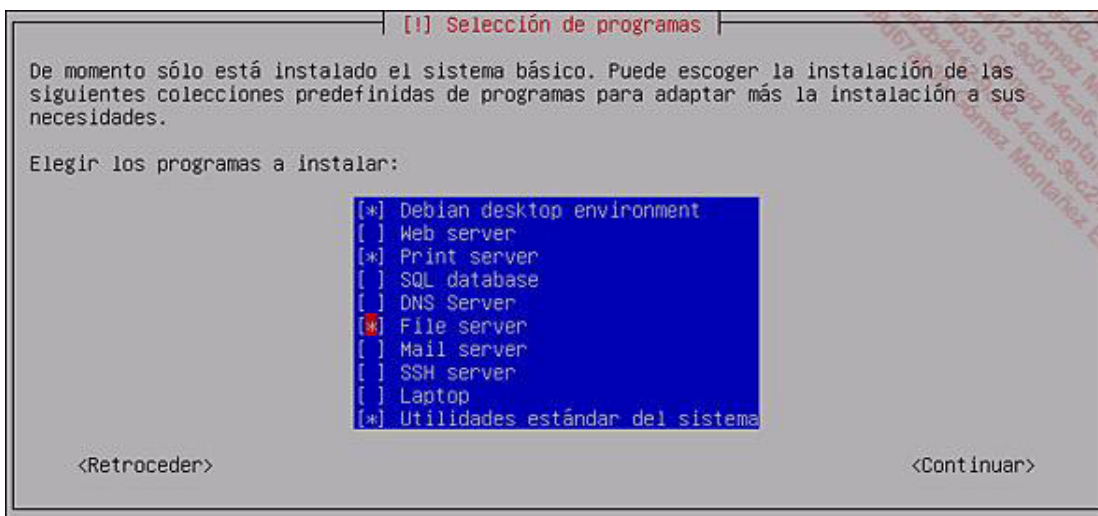 [!] Selección de programas
De momento sólo está instalado el sistema básico. Puede escoger la instalación de las
siguientes colecciones predefinidas de programas para adaptar más la instalación a sus
necesidades.
Elegir los programas a instalar:
[*] Debian desktop environment
[ ] Web server
[*] Print server
[ ] SQL database
[ ] DNS Server
[*] File server
[ ] Mail server
[ ] SSH server
[ ] Laptop
[*] Utilidades estándar del sistema
<Retroceder> <Continuar>